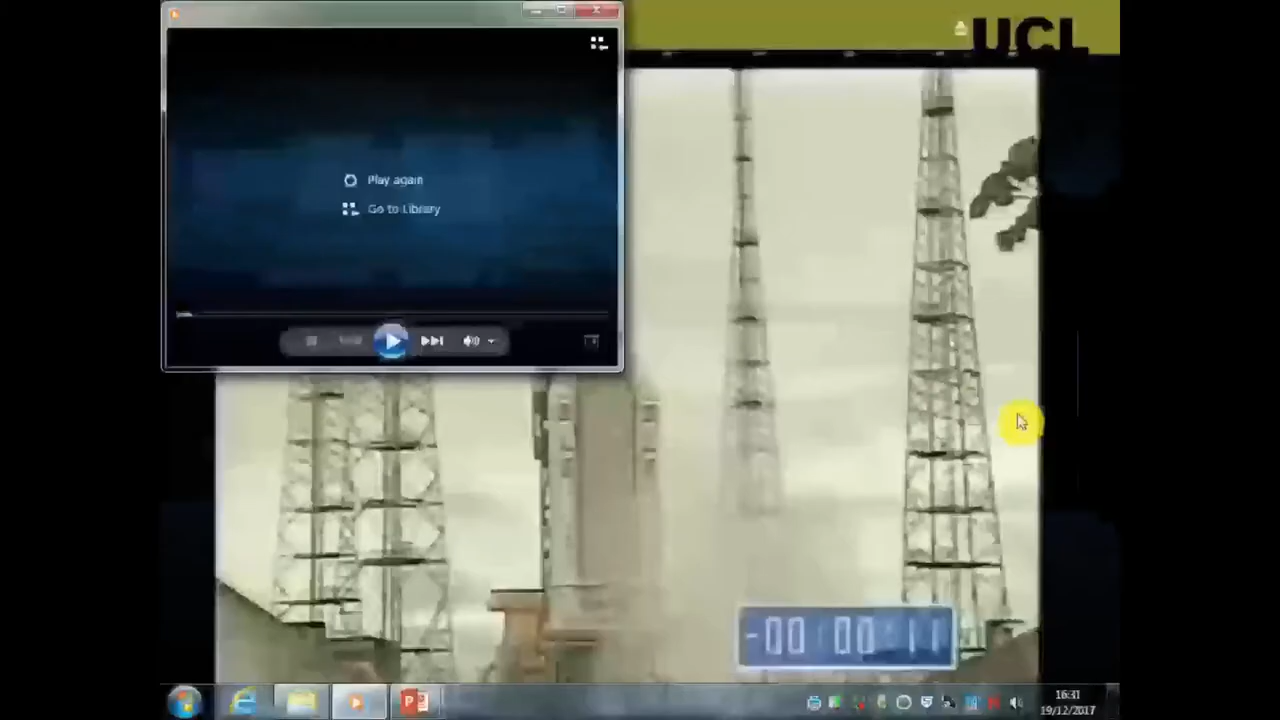 UCL
Play again
Go to Library
-00:00:11
16:31
19/12/2017